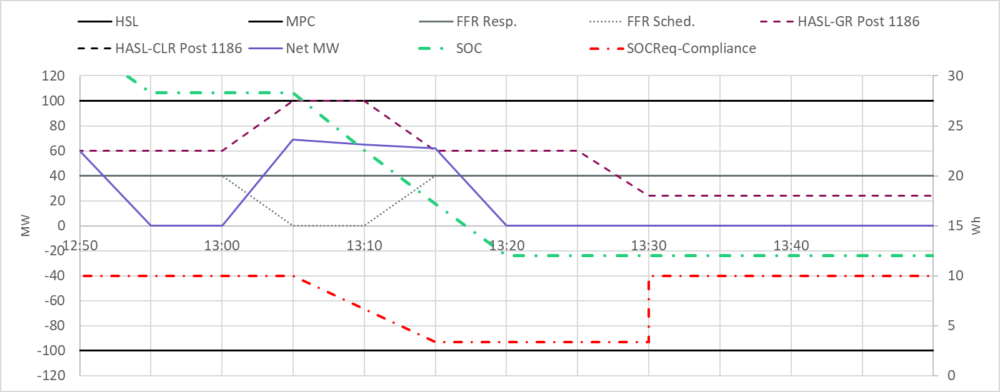 HSL MPC FFR Resp. FFR Sched. HASL-GR Post 1186
HASL-CLR Post 1186 Net MW SOC SOCReq-Compliance
120 30
100
80 25
60
40 20
20
0 15
12:50 13:00 13:10 13:20 13:30 13:40
-20
-40 10
-60
-80 5
-100
-120 0
MW
Wh